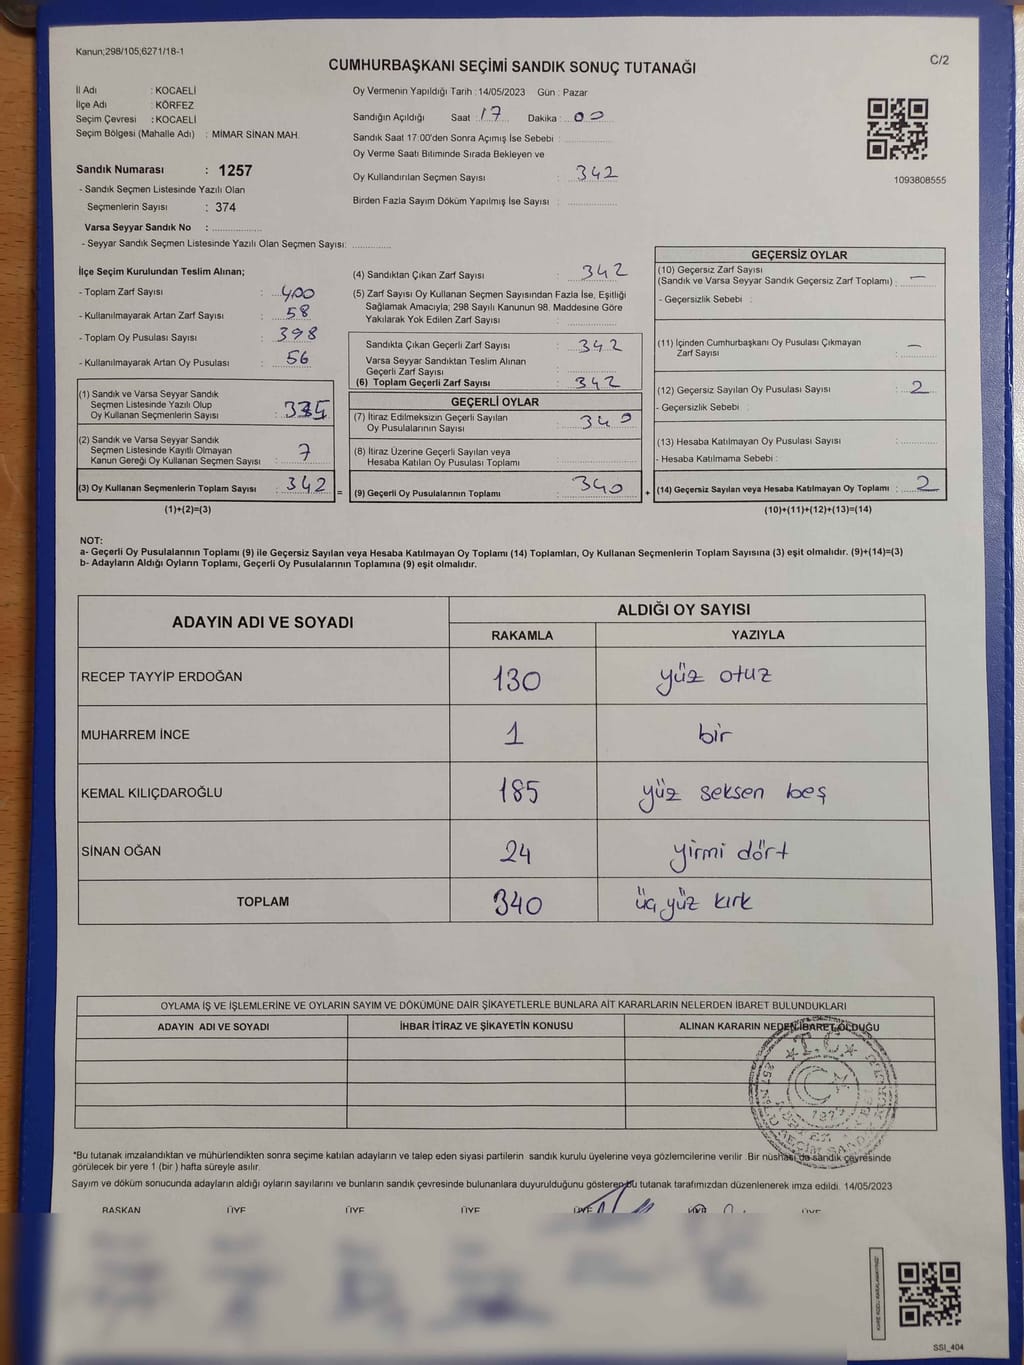 Kanun;298/105,6271/18-1
C/2
CUMHURBAŞKANI SEÇİMİ SANDIK SONUÇ TUTANAĞI
İl Adı : KOCAELİ
İlçe Adı : KÖRFEZ
Seçim Çevresi : KOCAELİ
Seçim Bölgesi (Mahalle Adı) : MİMAR SİNAN MAH.
Sandık Numarası : 1257
- Sandık Seçmen Listesinde Yazılı Olan
Seçmenlerin Sayısı : 374
Varsa Seyyar Sandık No :
- Seyyar Sandık Seçmen Listesinde Yazılı Olan Seçmen Sayısı:
Oy Vermenin Yapıldığı Tarih : 14/05/2023 Gün : Pazar
Sandığın Açıldığı Saat : 17 Dakika : 00
Sandık Saat 17:00'den Sonra Açımış İse Sebebi :
Oy Verme Saati Bitiminde Sırada Bekleyen ve
Oy Kullandırılan Seçmen Sayısı : 342
Birden Fazla Sayım Döküm Yapılmış İse Sayısı :
1093808555
İlçe Seçim Kurulundan Teslim Alınan;
- Toplam Zarf Sayısı : 400
- Kullanılmayarak Artan Zarf Sayısı : 58
- Toplam Oy Pusulası Sayısı : 398
- Kullanılmayarak Artan Oy Pusulası : 56
(1) Sandık ve Varsa Seyyar Sandık
Seçmen Listesinde Yazılı Olup
Oy Kullanan Seçmenlerin Sayısı : 335
(2) Sandık ve Varsa Seyyar Sandık
Seçmen Listesinde Kayıtlı Olmayan
Kanun Gereği Oy Kullanan Seçmen Sayısı : 7
(3) Oy Kullanan Seçmenlerin Toplam Sayısı : 342
(1)+(2)=(3)
(4) Sandıktan Çıkan Zarf Sayısı : 342
(5) Zarf Sayısı Oy Kullanan Seçmen Sayısından Fazla İse, Eşitliği
Sağlamak Amacıyla; 298 Sayılı Kanunun 98. Maddesine Göre
Yakılarak Yok Edilen Zarf Sayısı :
Sandıkta Çıkan Geçerli Zarf Sayısı : 342
Varsa Seyyar Sandıktan Teslim Alınan
Geçerli Zarf Sayısı :
(6) Toplam Geçerli Zarf Sayısı : 342
GEÇERLİ OYLAR
(7) İtiraz Edilmeksizin Geçerli Sayılan
Oy Pusulalarının Sayısı : 340
(8) İtiraz Üzerine Geçerli Sayılan veya
Hesaba Katılan Oy Pusulası Toplamı :
= (9) Geçerli Oy Pusulalarının Toplamı : 340
GEÇERSİZ OYLAR
(10) Geçersiz Zarf Sayısı
(Sandık ve Varsa Seyyar Sandık Geçersiz Zarf Toplamı) : —
- Geçersizlik Sebebi :
(11) İçinden Cumhurbaşkanı Oy Pusulası Çıkmayan
Zarf Sayısı : —
(12) Geçersiz Sayılan Oy Pusulası Sayısı : 2
- Geçersizlik Sebebi :
(13) Hesaba Katılmayan Oy Pusulası Sayısı :
- Hesaba Katılmama Sebebi :
+ (14) Geçersiz Sayılan veya Hesaba Katılmayan Oy Toplamı : 2
(10)+(11)+(12)+(13)=(14)
NOT:
a- Geçerli Oy Pusulalarının Toplamı (9) ile Geçersiz Sayılan veya Hesaba Katılmayan Oy Toplamı (14) Toplamları, Oy Kullanan Seçmenlerin Toplam Sayısına (3) eşit olmalıdır. (9)+(14)=(3)
b- Adayların Aldığı Oyların Toplamı, Geçerli Oy Pusulalarının Toplamına (9) eşit olmalıdır.
ADAYIN ADI VE SOYADI ALDIĞI OY SAYISI
RAKAMLA YAZIYLA
RECEP TAYYİP ERDOĞAN 130 yüz otuz
MUHARREM İNCE 1 bir
KEMAL KILIÇDAROĞLU 185 yüz seksen beş
SİNAN OĞAN 24 yirmi dört
TOPLAM 340 üç yüz kırk
OYLAMA İŞ VE İŞLEMLERİNE VE OYLARIN SAYIM VE DÖKÜMÜNE DAİR ŞİKAYETLERLE BUNLARA AİT KARARLARIN NELERDEN İBARET BULUNDUKLARI
ADAYIN ADI VE SOYADI İHBAR İTİRAZ VE ŞİKAYETİN KONUSU ALINAN KARARIN NEDEN İBARET OLDUĞU
★T.C★
*Bu tutanak imzalandıktan ve mühürlendikten sonra seçime katılan adayların ve talep eden siyasi partilerin sandık kurulu üyelerine veya gözlemcilerine verilir .Bir nüshası da sandık çevresinde
görülecek bir yere 1 (bir ) hafta süreyle asılır.
Sayım ve döküm sonucunda adayların aldığı oyların sayılarını ve bunların sandık çevresinde bulunanlara duyurulduğunu gösteren bu tutanak tarafımızdan düzenlenerek imza edildi. 14/05/2023
BAŞKAN ÜYE ÜYE ÜYE ÜYE ÜYE ÜYE
SSI_404